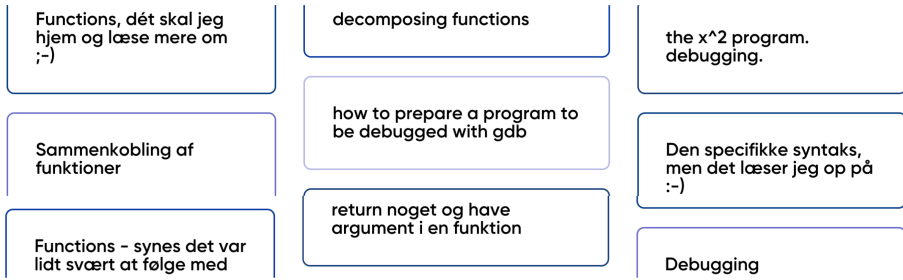 Functions, dét skal jeg
hjem og læse mere om
;-)
Sammenkobling af
funktioner
Functions - synes det var
lidt svært at følge med
decomposing functions
how to prepare a program to
be debugged with gdb
return noget og have
argument i en funktion
the x^2 program.
debugging.
Den specifikke syntaks,
men det læser jeg op på
:-)
Debugging